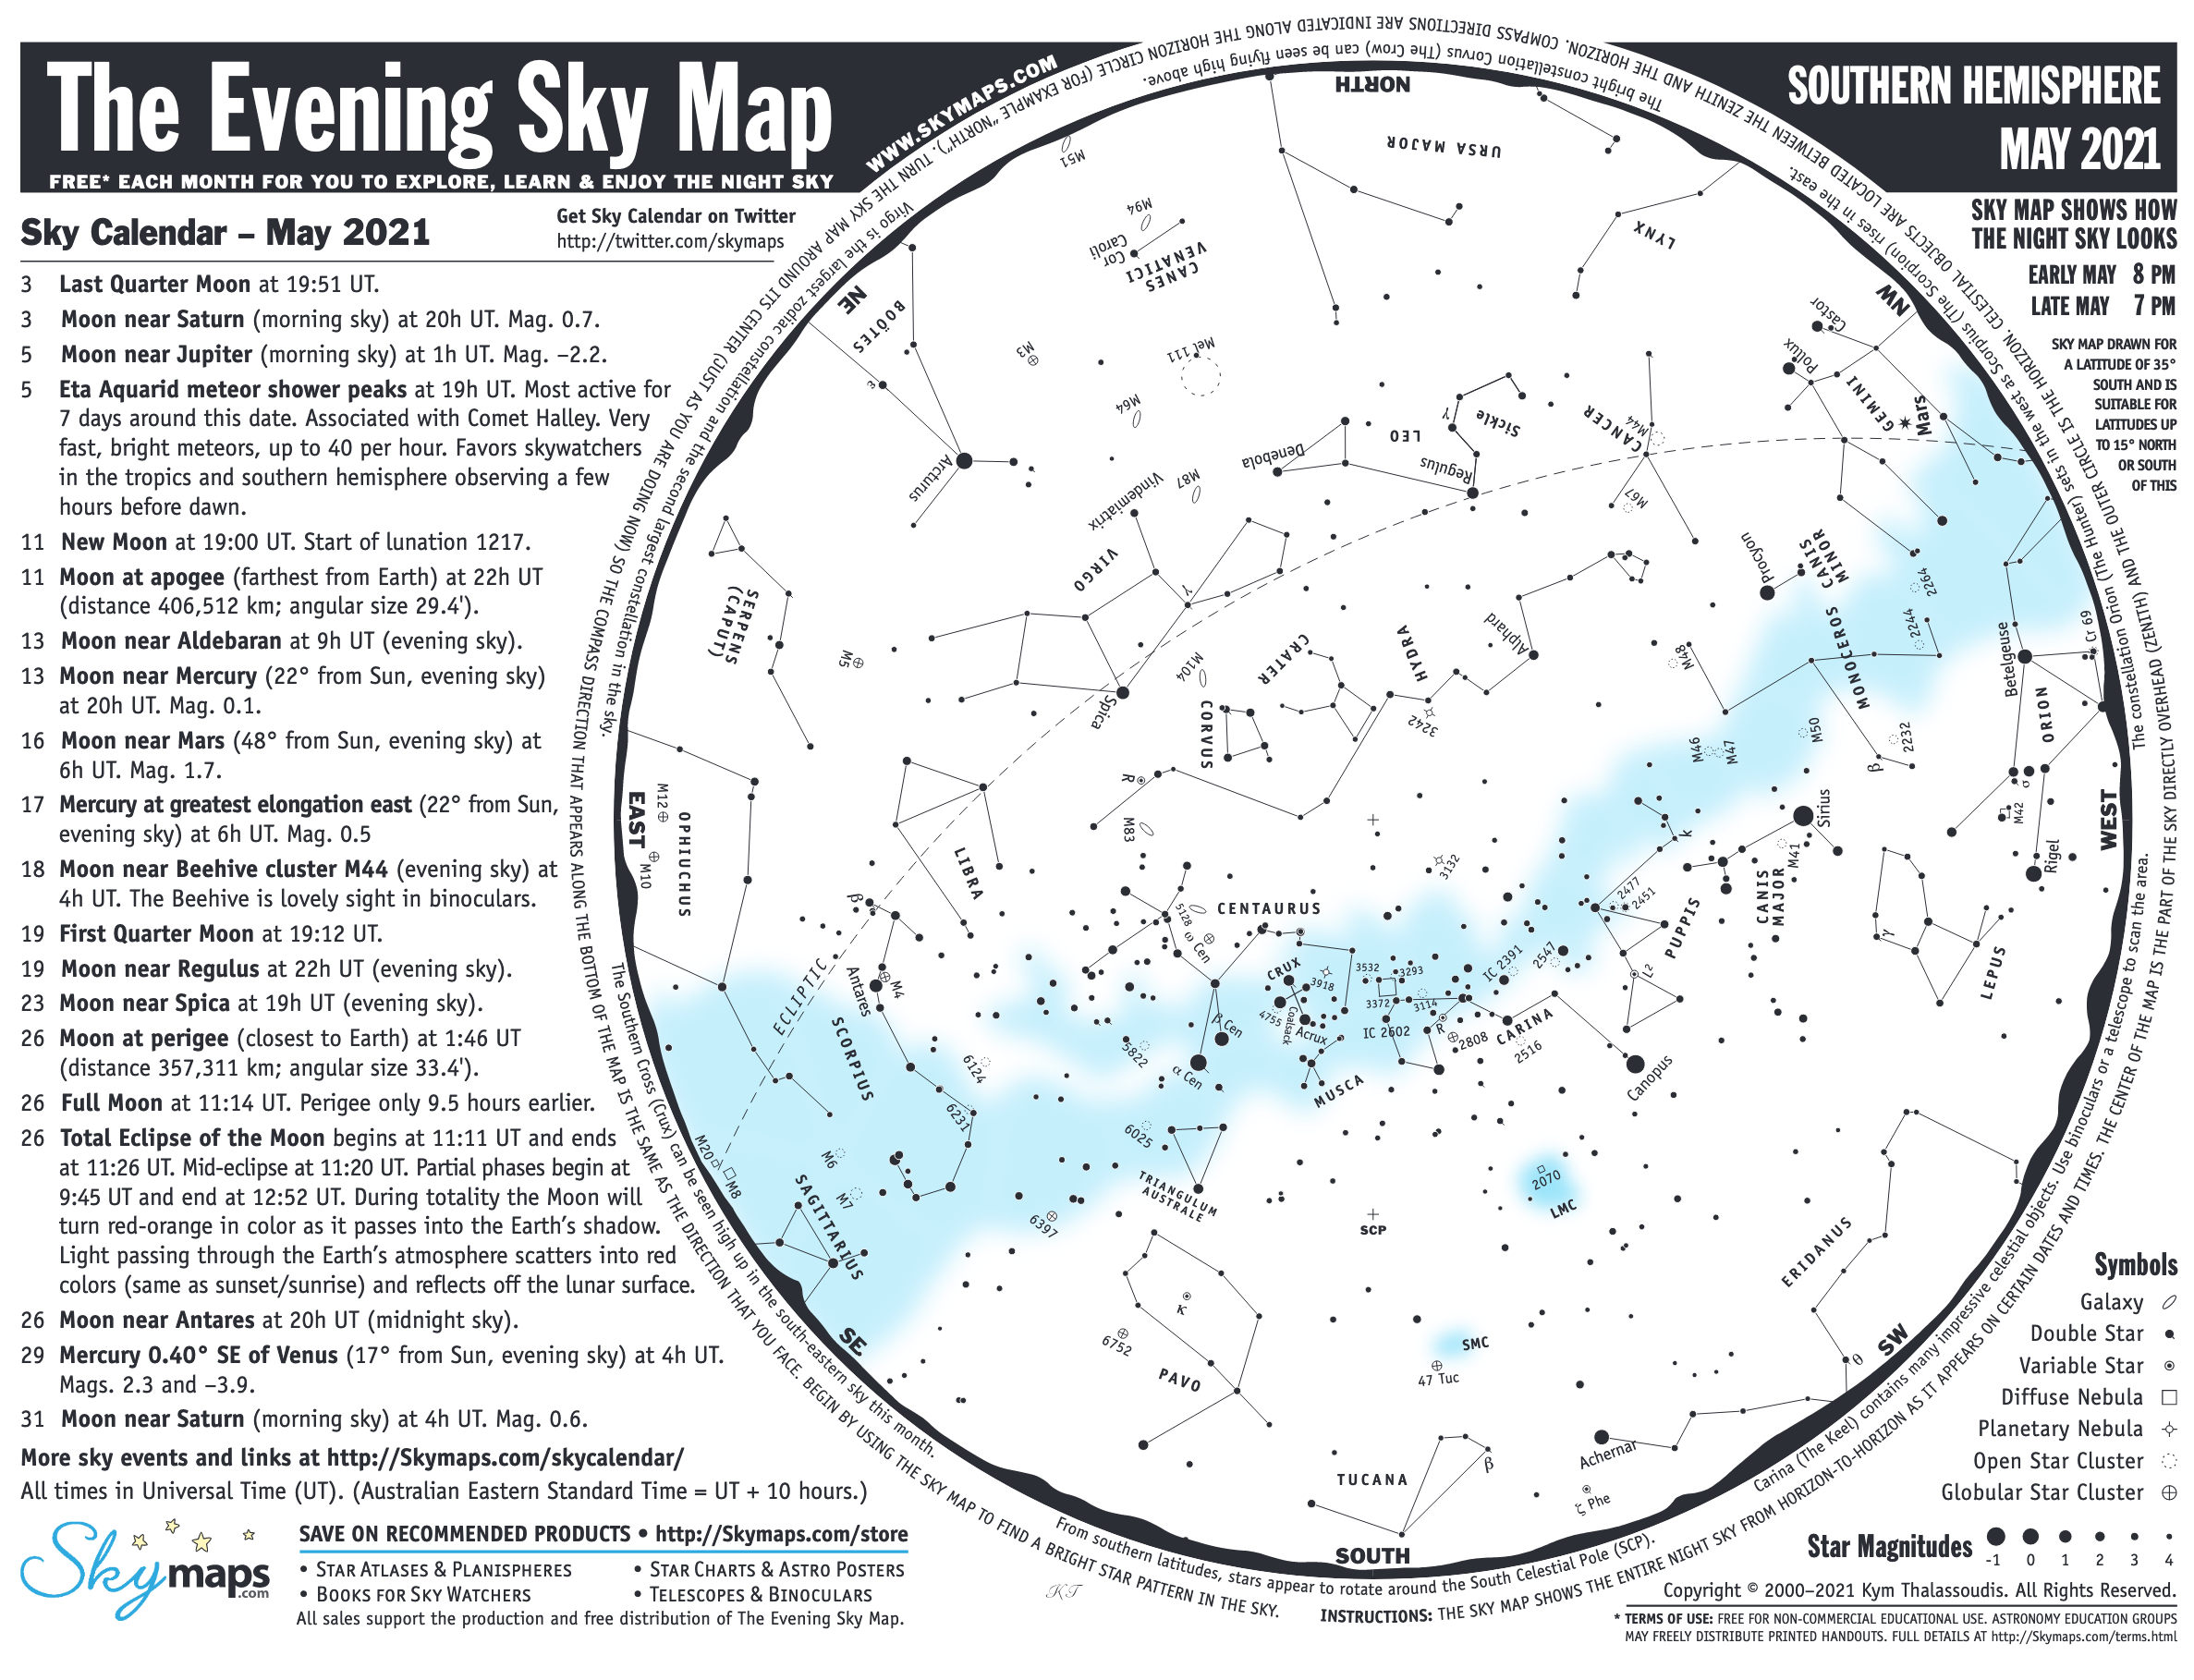 The Evening Sky Map
FREE* EACH MONTH FOR YOU TO EXPLORE, LEARN & ENJOY THE NIGHT SKY
WWW.SKYMAPS.COM
SOUTHERN HEMISPHERE
MAY 2021
SKY MAP SHOWS HOW
THE NIGHT SKY LOOKS
EARLY MAY 8 PM
LATE MAY 7 PM
SKY MAP DRAWN FOR
A LATITUDE OF 35°
SOUTH AND IS
SUITABLE FOR
LATITUDES UP
TO 15° NORTH
OR SOUTH
OF THIS
Sky Calendar – May 2021
Get Sky Calendar on Twitter
http://twitter.com/skymaps
3 Last Quarter Moon at 19:51 UT.
3 Moon near Saturn (morning sky) at 20h UT. Mag. 0.7.
5 Moon near Jupiter (morning sky) at 1h UT. Mag. −2.2.
5 Eta Aquarid meteor shower peaks at 19h UT. Most active for
7 days around this date. Associated with Comet Halley. Very
fast, bright meteors, up to 40 per hour. Favors skywatchers
in the tropics and southern hemisphere observing a few
hours before dawn.
11 New Moon at 19:00 UT. Start of lunation 1217.
11 Moon at apogee (farthest from Earth) at 22h UT
(distance 406,512 km; angular size 29.4').
13 Moon near Aldebaran at 9h UT (evening sky).
13 Moon near Mercury (22° from Sun, evening sky)
at 20h UT. Mag. 0.1.
16 Moon near Mars (48° from Sun, evening sky) at
6h UT. Mag. 1.7.
17 Mercury at greatest elongation east (22° from Sun,
evening sky) at 6h UT. Mag. 0.5
18 Moon near Beehive cluster M44 (evening sky) at
4h UT. The Beehive is lovely sight in binoculars.
19 First Quarter Moon at 19:12 UT.
19 Moon near Regulus at 22h UT (evening sky).
23 Moon near Spica at 19h UT (evening sky).
26 Moon at perigee (closest to Earth) at 1:46 UT
(distance 357,311 km; angular size 33.4').
26 Full Moon at 11:14 UT. Perigee only 9.5 hours earlier.
26 Total Eclipse of the Moon begins at 11:11 UT and ends
at 11:26 UT. Mid-eclipse at 11:20 UT. Partial phases begin at
9:45 UT and end at 12:52 UT. During totality the Moon will
turn red-orange in color as it passes into the Earth's shadow.
Light passing through the Earth's atmosphere scatters into red
colors (same as sunset/sunrise) and reflects off the lunar surface.
26 Moon near Antares at 20h UT (midnight sky).
29 Mercury 0.40° SE of Venus (17° from Sun, evening sky) at 4h UT.
Mags. 2.3 and −3.9.
31 Moon near Saturn (morning sky) at 4h UT. Mag. 0.6.
More sky events and links at http://Skymaps.com/skycalendar/
All times in Universal Time (UT). (Australian Eastern Standard Time = UT + 10 hours.)
Skymaps.com
SAVE ON RECOMMENDED PRODUCTS • http://Skymaps.com/store
• STAR ATLASES & PLANISPHERES
• STAR CHARTS & ASTRO POSTERS
• BOOKS FOR SKY WATCHERS
• TELESCOPES & BINOCULARS
All sales support the production and free distribution of The Evening Sky Map.
INSTRUCTIONS: THE SKY MAP SHOWS THE ENTIRE NIGHT SKY FROM HORIZON-TO-HORIZON AS IT APPEARS ON CERTAIN DATES AND TIMES. THE CENTER OF THE MAP IS THE PART OF THE SKY DIRECTLY OVERHEAD (ZENITH) AND THE OUTER CIRCLE IS THE HORIZON. CELESTIAL OBJECTS ARE LOCATED BETWEEN THE ZENITH AND THE HORIZON. COMPASS DIRECTIONS ARE INDICATED ALONG THE HORIZON CIRCLE (FOR EXAMPLE "NORTH"). TURN THE SKY MAP AROUND ITS CENTER (JUST AS YOU ARE DOING NOW) SO THE COMPASS DIRECTION THAT APPEARS ALONG THE BOTTOM OF THE MAP IS THE SAME AS THE DIRECTION THAT YOU FACE. BEGIN BY USING THE SKY MAP TO FIND A BRIGHT STAR PATTERN IN THE SKY.
The bright constellation Corvus (The Crow) can be seen flying high above.
Virgo is the largest zodiac constellation and the second largest constellation in the sky.
The Southern Cross (Crux) can be seen high up in the south-eastern sky this month.
From southern latitudes, stars appear to rotate around the South Celestial Pole (SCP).
Carina (The Keel) contains many impressive celestial objects. Use binoculars or a telescope to scan the area.
The constellation Orion (The Hunter) sets in the west as Scorpius (The Scorpion) rises in the east.
NORTH
NE
EAST
SE
SOUTH
SW
WEST
NW
URSA MAJOR
LYNX
M51
M94
Cor
Caroli
CANES
VENATICI
BOÖTES
M3
ε
Mel 111
M64
Arcturus
Castor
Pollux
GEMINI
Mars
CANCER
M44
M67
Sickle
γ
LEO
Regulus
Denebola
M87
Vindemiatrix
VIRGO
γ
SERPENS
(CAPUT)
M5
Spica
M104
CRATER
HYDRA
Alphard
3242
CORVUS
R
M83
Procyon
CANIS
MINOR
2264
2244
MONOCEROS
M48
M50
M46
M47
2232
β
Betelgeuse
Cr 69
ORION
σ
M42
Rigel
Sirius
M41
CANIS
MAJOR
k
PUPPIS
2477
2451
L²
γ
LEPUS
M12
M10
OPHIUCHUS
LIBRA
β
ECLIPTIC
Antares
M4
SCORPIUS
6124
6231
M6
M7
M20
M8
SAGITTARIUS
6397
3132
CENTAURUS
5128
ω Cen
CRUX
3918
4755
Coalsack
Acrux
β Cen
α Cen
5822
6025
MUSCA
3532
3293
3372
3114
IC 2602
R
2808
IC 2391
2547
CARINA
2516
Canopus
TRIANGULUM
AUSTRALE
2070
LMC
SCP
κ
6752
PAVO
SMC
47 Tuc
TUCANA
β
Achernar
ζ Phe
ERIDANUS
θ
KT
Symbols
Galaxy
Double Star
Variable Star
Diffuse Nebula
Planetary Nebula
Open Star Cluster
Globular Star Cluster
Star Magnitudes
-1 0 1 2 3 4
Copyright © 2000–2021 Kym Thalassoudis. All Rights Reserved.
* TERMS OF USE: FREE FOR NON-COMMERCIAL EDUCATIONAL USE. ASTRONOMY EDUCATION GROUPS
MAY FREELY DISTRIBUTE PRINTED HANDOUTS. FULL DETAILS AT http://Skymaps.com/terms.html